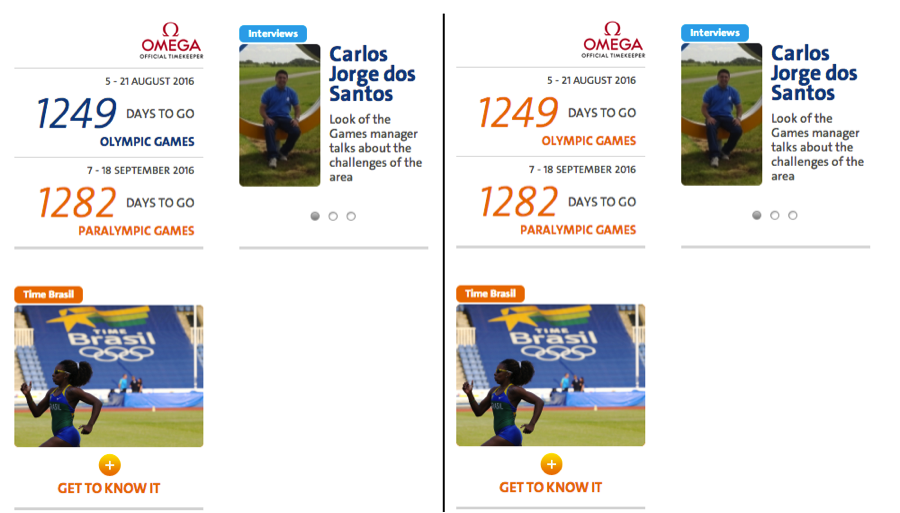 OMEGA
OFFICIAL TIMEKEEPER
5 - 21 AUGUST 2016
1249 DAYS TO GO
OLYMPIC GAMES
7 - 18 SEPTEMBER 2016
1282 DAYS TO GO
PARALYMPIC GAMES
Interviews
Carlos
Jorge dos
Santos
Look of the
Games manager
talks about the
challenges of the
area
Time Brasil
TIME
Brasil
+
GET TO KNOW IT
OMEGA
OFFICIAL TIMEKEEPER
5 - 21 AUGUST 2016
1249 DAYS TO GO
OLYMPIC GAMES
7 - 18 SEPTEMBER 2016
1282 DAYS TO GO
PARALYMPIC GAMES
Interviews
Carlos
Jorge dos
Santos
Look of the
Games manager
talks about the
challenges of the
area
Time Brasil
TIME
Brasil
+
GET TO KNOW IT